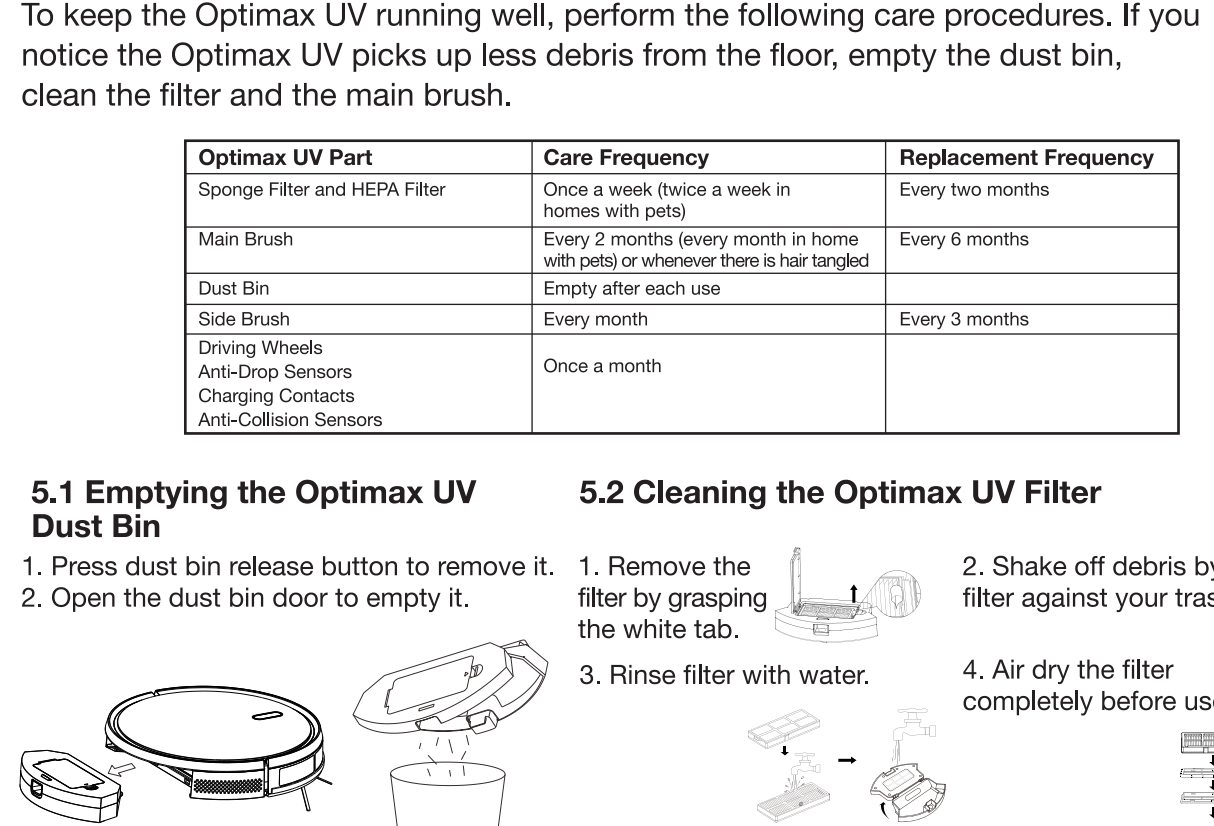 To keep the Optimax UV running well, perform the following care procedures. If you
notice the Optimax UV picks up less debris from the floor, empty the dust bin,
clean the filter and the main brush.
Optimax UV Part Care Frequency Replacement Frequency
Sponge Filter and HEPA Filter Once a week (twice a week in Every two months
homes with pets)
Main Brush Every 2 months (every month in home Every 6 months
with pets) or whenever there is hair tangled
Dust Bin Empty after each use
Side Brush Every month Every 3 months
Driving Wheels
Anti-Drop Sensors Once a month
Charging Contacts
Anti-Collision Sensors
5.1 Emptying the Optimax UV
Dust Bin
1. Press dust bin release button to remove it.
2. Open the dust bin door to empty it.
5.2 Cleaning the Optimax UV Filter
1. Remove the
filter by grasping
the white tab.
2. Shake off debris by
filter against your
3. Rinse filter with water.
4. Air dry the filter
completely before